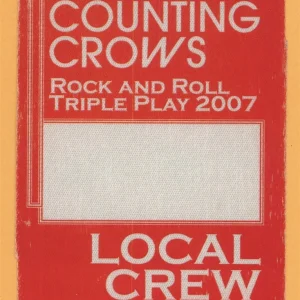 COUNTING
CROWS
ROCK AND ROLL
TRIPLE PLAY 2007
LOCAL
CREW